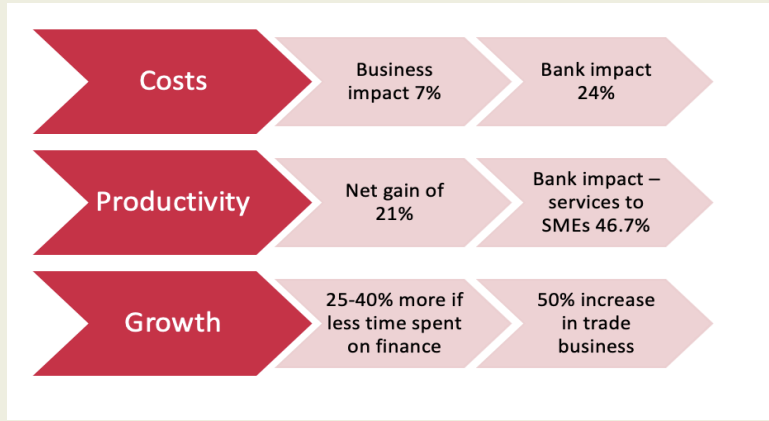 Costs
Business
impact 7%
Bank impact
24%
Productivity
Net gain of
21%
Bank impact –
services to
SMEs 46.7%
Growth
25-40% more if
less time spent
on finance
50% increase
in trade
business